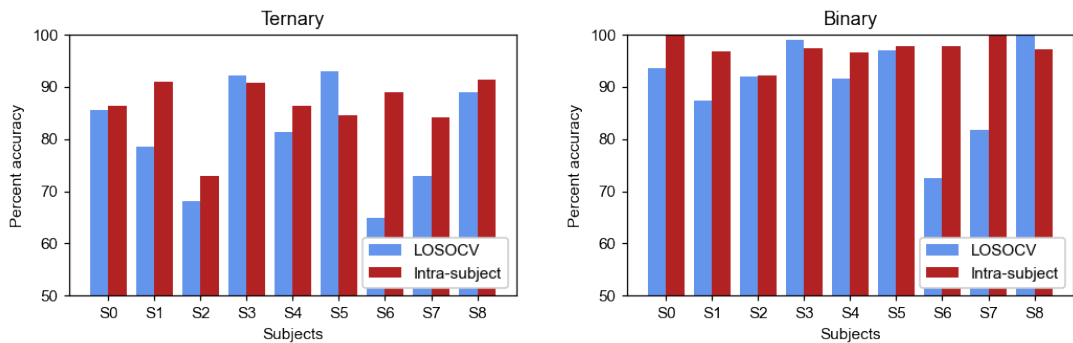 Ternary
Percent accuracy
100
90
80
70
60
50
LOSOCV
Intra-subject
S0 S1 S2 S3 S4 S5 S6 S7 S8
Subjects
Binary
Percent accuracy
100
90
80
70
60
50
LOSOCV
Intra-subject
S0 S1 S2 S3 S4 S5 S6 S7 S8
Subjects